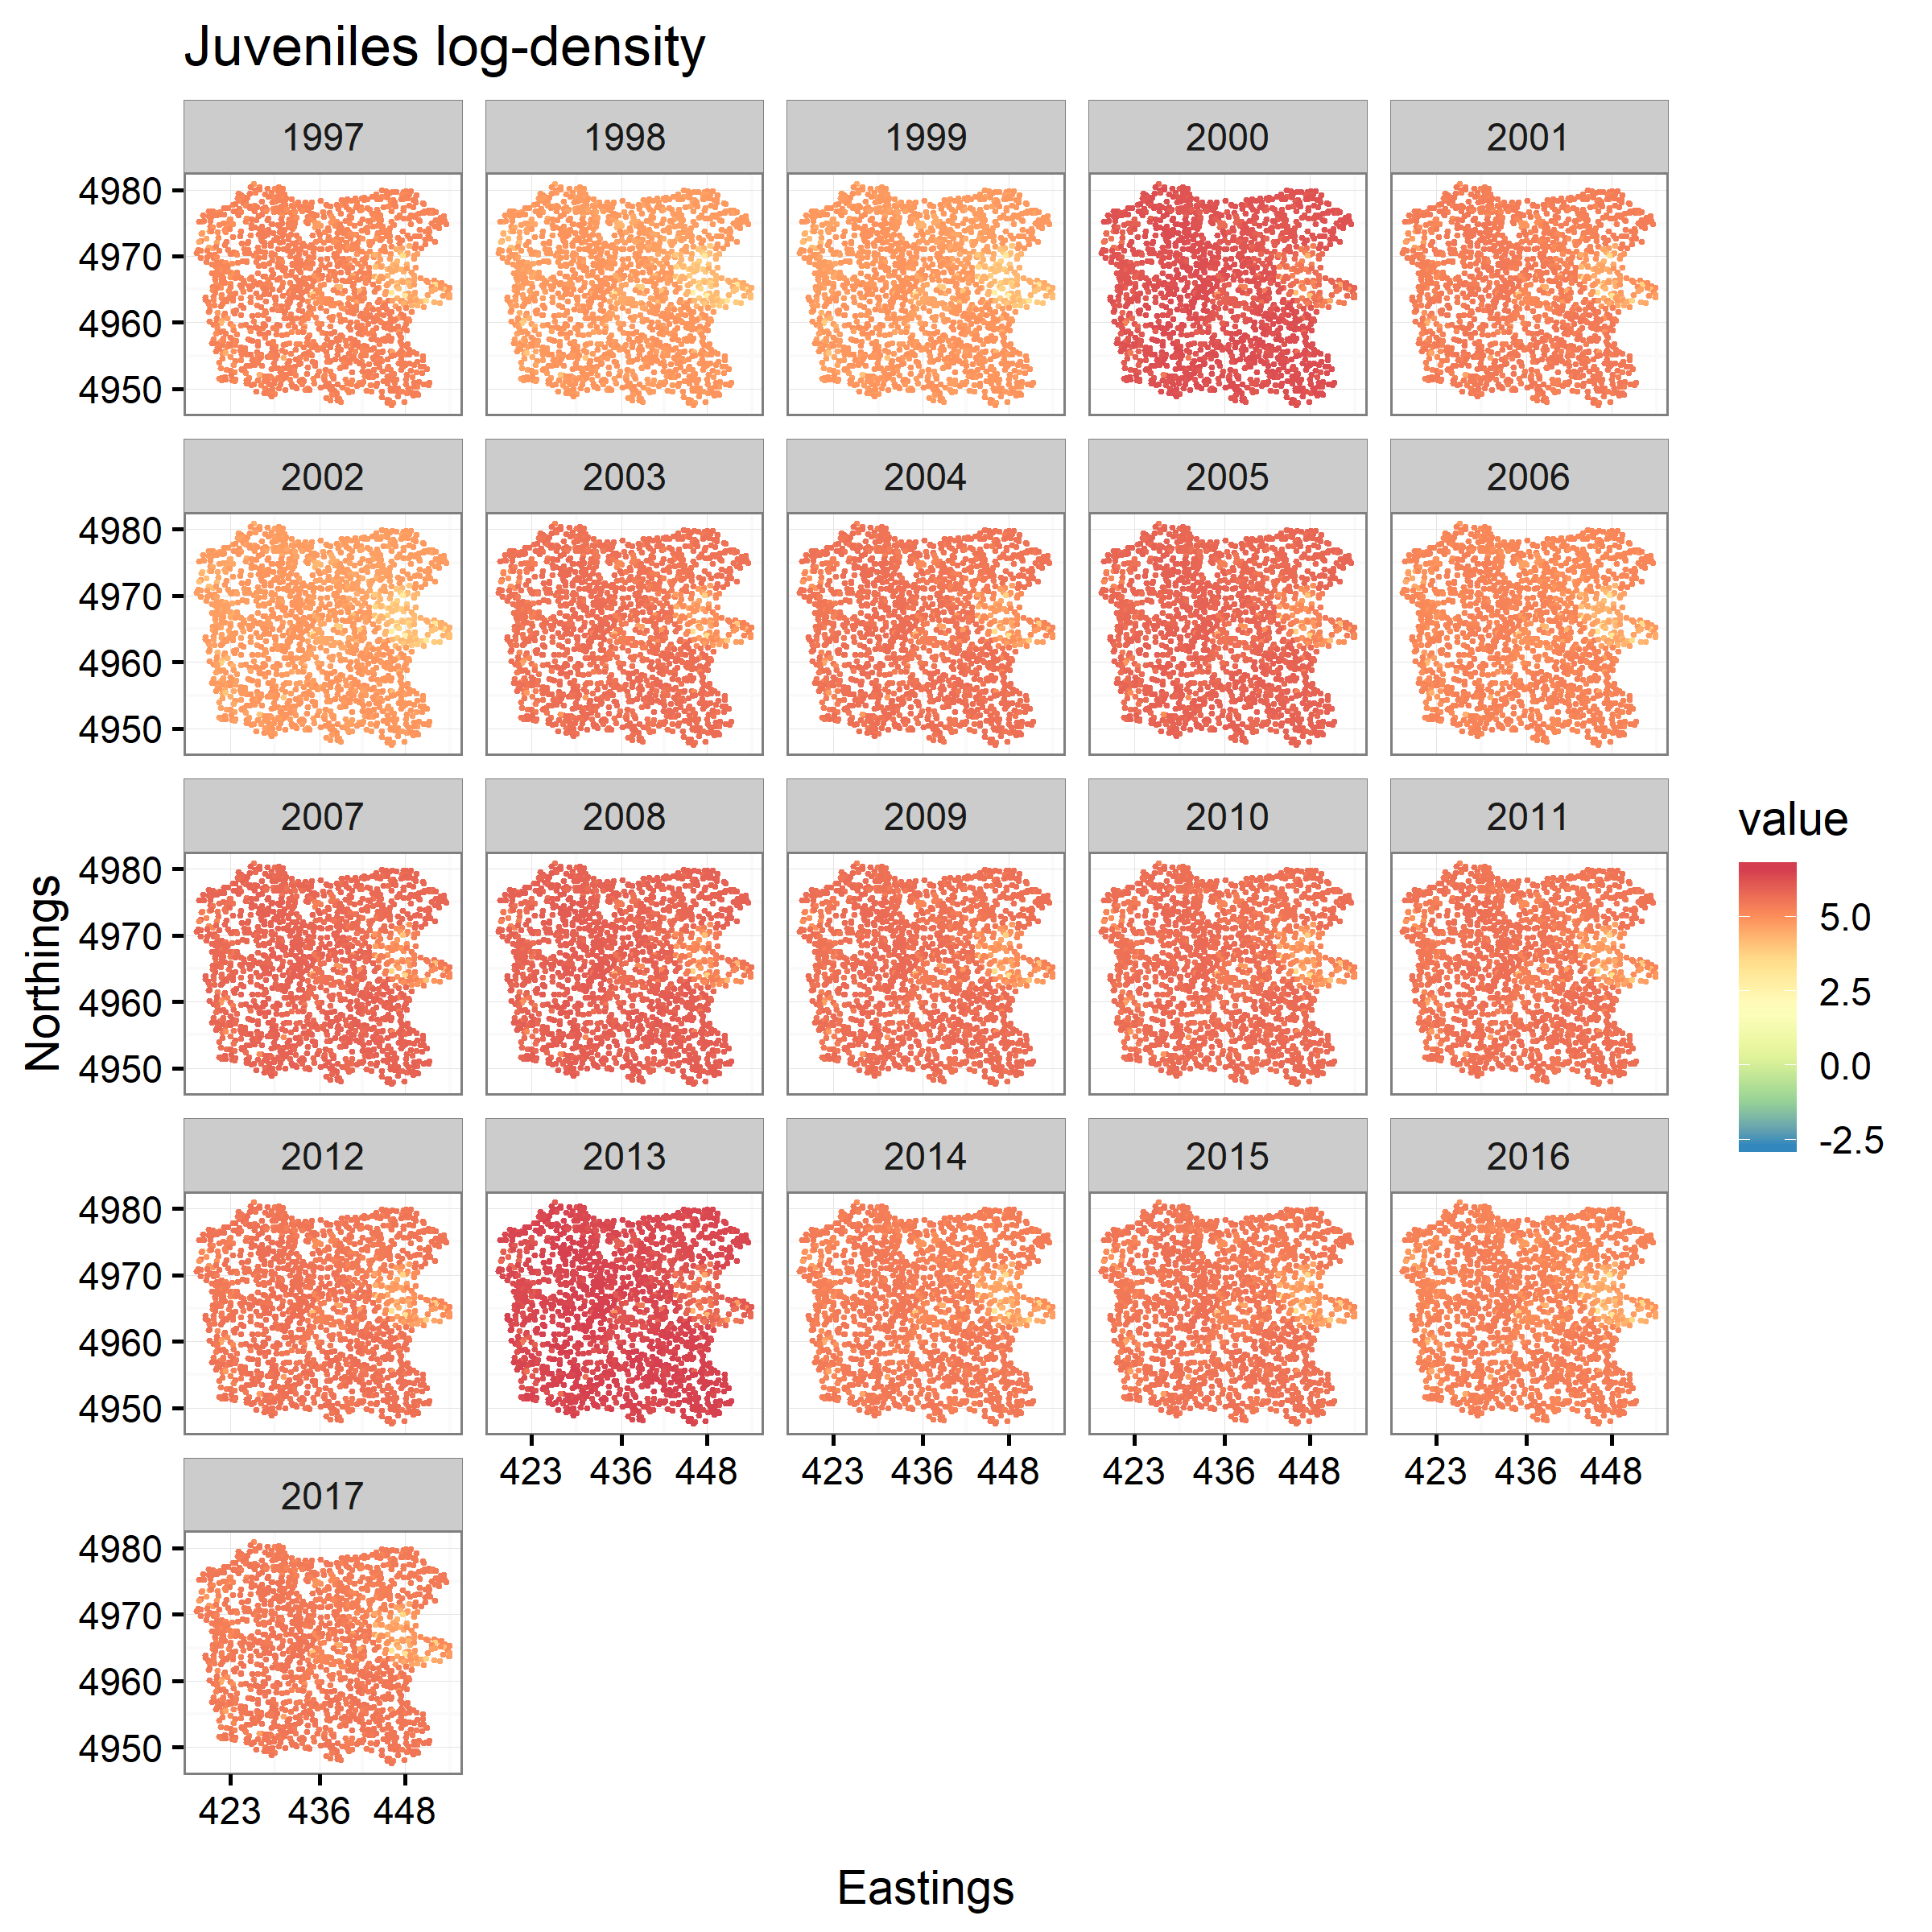 Juveniles log-density
1997 1998 1999 2000 2001
4980
4970
4960
4950
2002 2003 2004 2005 2006
4980
4970
4960
4950
2007 2008 2009 2010 2011
4980
4970
4960
4950
2012 2013 2014 2015 2016
4980
4970
4960
4950
423 436 448 423 436 448 423 436 448 423 436 448
2017
4980
4970
4960
4950
423 436 448
Eastings
Northings
value
5.0
2.5
0.0
-2.5